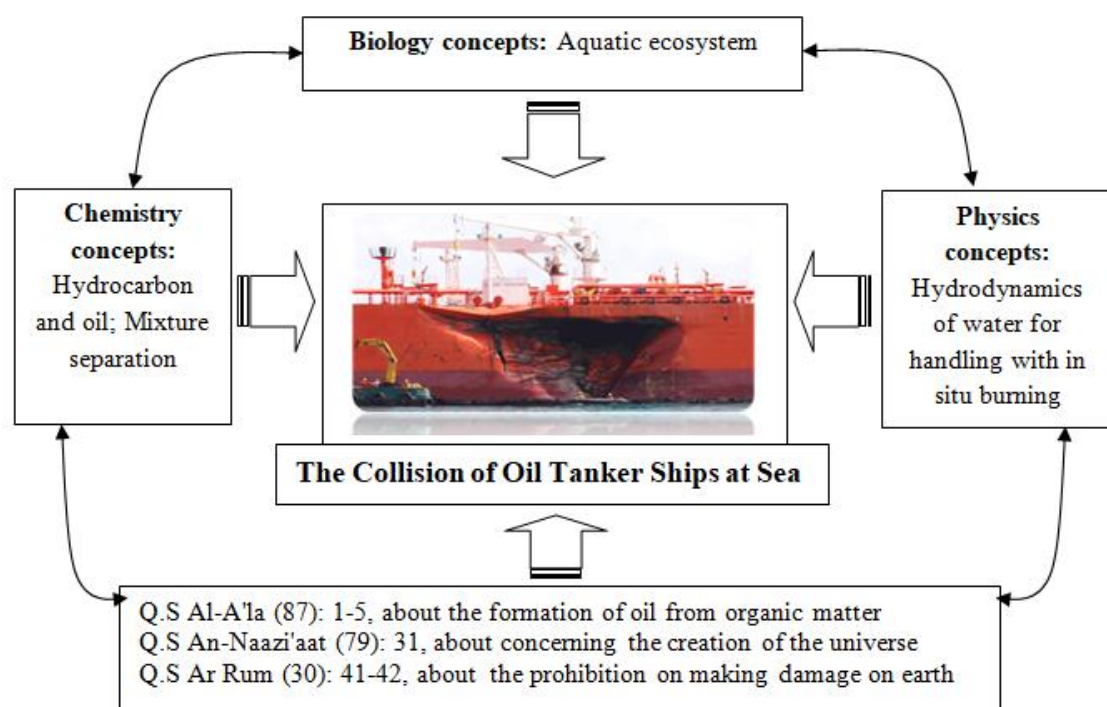 Biology concepts: Aquatic ecosystem
Chemistry
concepts:
Hydrocarbon
and oil; Mixture
separation
Physics
concepts:
Hydrodynamics
of water for
handling with in
situ burning
The Collision of Oil Tanker Ships at Sea
Q.S Al-A'la (87): 1-5, about the formation of oil from organic matter
Q.S An-Naazi'aat (79): 31, about concerning the creation of the universe
Q.S Ar Rum (30): 41-42, about the prohibition on making damage on earth